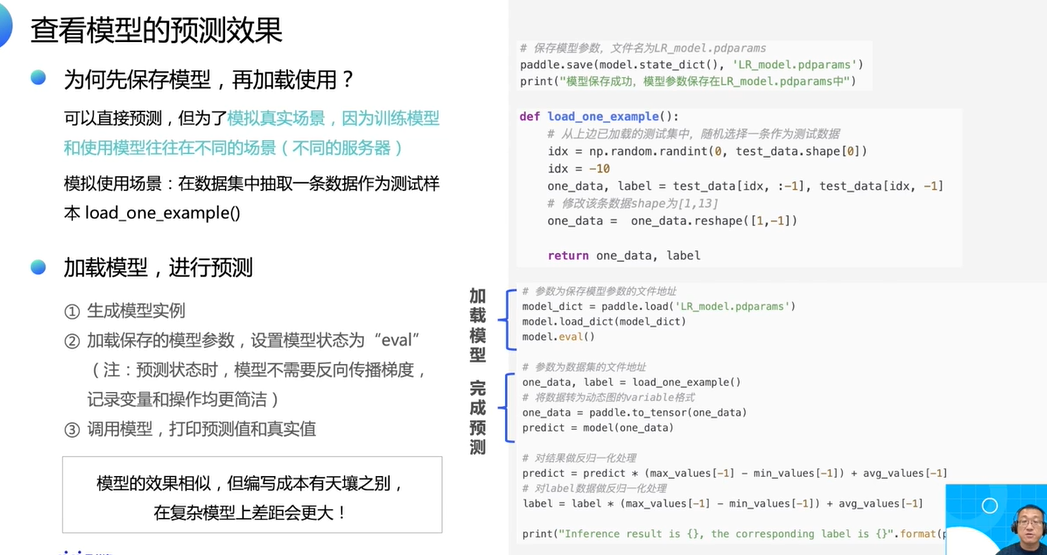 查看模型的预测效果
为何先保存模型，再加载使用？
可以直接预测，但为了模拟真实场景，因为训练模型
和使用模型往往在不同的场景（不同的服务器）
模拟使用场景：在数据集中抽取一条数据作为测试样
本 load_one_example()
加载模型，进行预测
① 生成模型实例
② 加载保存的模型参数，设置模型状态为“eval”
（注：预测状态时，模型不需要反向传播梯度，
记录变量和操作均更简洁）
③ 调用模型，打印预测值和真实值
模型的效果相似，但编写成本有天壤之别，
在复杂模型上差距会更大！
# 保存模型参数，文件名为LR_model.pdparams
paddle.save(model.state_dict(), 'LR_model.pdparams')
print("模型保存成功，模型参数保存在LR_model.pdparams中")
def load_one_example():
# 从上边已加载的测试集中，随机选择一条作为测试数据
idx = np.random.randint(0, test_data.shape[0])
idx = -10
one_data, label = test_data[idx, :-1], test_data[idx, -1]
# 修改该条数据shape为[1,13]
one_data =  one_data.reshape([1,-1])
return one_data, label
加载模型
# 参数为保存模型参数的文件地址
model_dict = paddle.load('LR_model.pdparams')
model.load_dict(model_dict)
model.eval()
完成预测
# 参数为数据集的文件地址
one_data, label = load_one_example()
# 将数据转为动态图的variable格式
one_data = paddle.to_tensor(one_data)
predict = model(one_data)
# 对结果做反归一化处理
predict = predict * (max_values[-1] - min_values[-1]) + avg_values[-1]
# 对label数据做反归一化处理
label = label * (max_values[-1] - min_values[-1]) + avg_values[-1]
print("Inference result is {}, the corresponding label is {}".format(